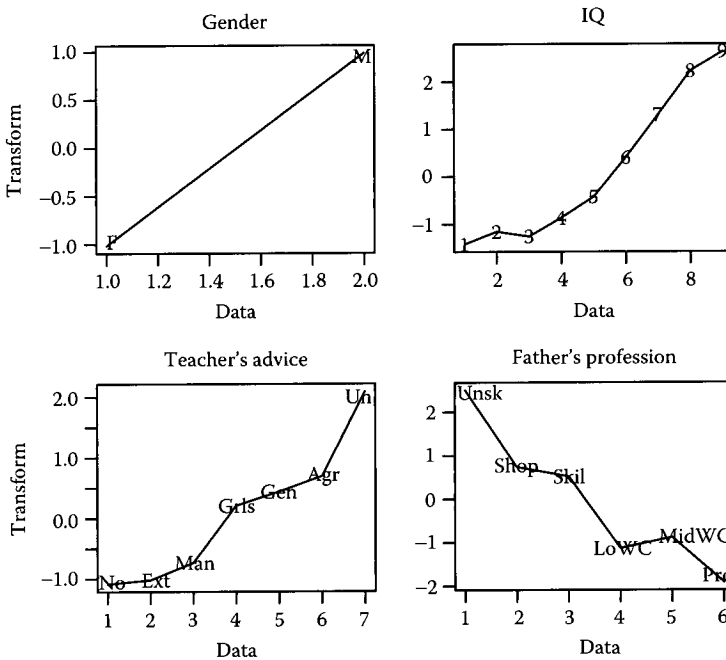 Gender
Transform
1.0
0.5
0.0
−0.5
−1.0
F
M
1.0 1.2 1.4 1.6 1.8 2.0
Data
IQ
2
1
0
−1
1 2 3 4 5 6 7 8 9
2 4 6 8
Data
Teacher's advice
Transform
2.0
1.0
0.0
−1.0
No Ext Man Grls Gen Agr Un
1 2 3 4 5 6 7
Data
Father's profession
2
1
0
−1
−2
Unsk
Shop
Skil
LoWC
MidWC
Pro
1 2 3 4 5 6
Data